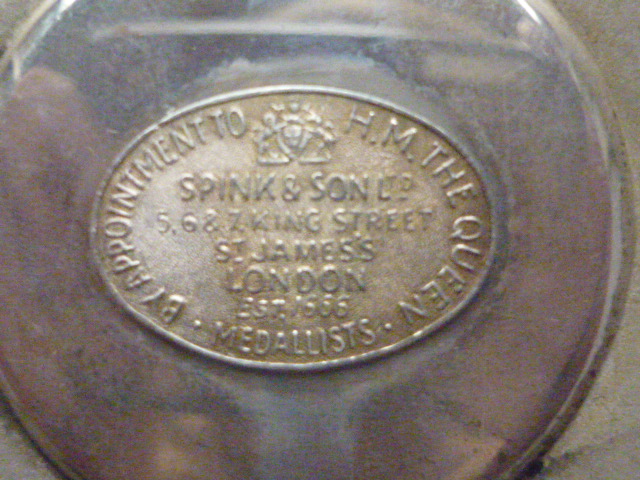 BY APPOINTMENT TO H.M. THE QUEEN
SPINK & SON LTD
5, 6 & 7, KING STREET
ST. JAMES'S
LONDON
EST. 1666
· MEDALLISTS ·